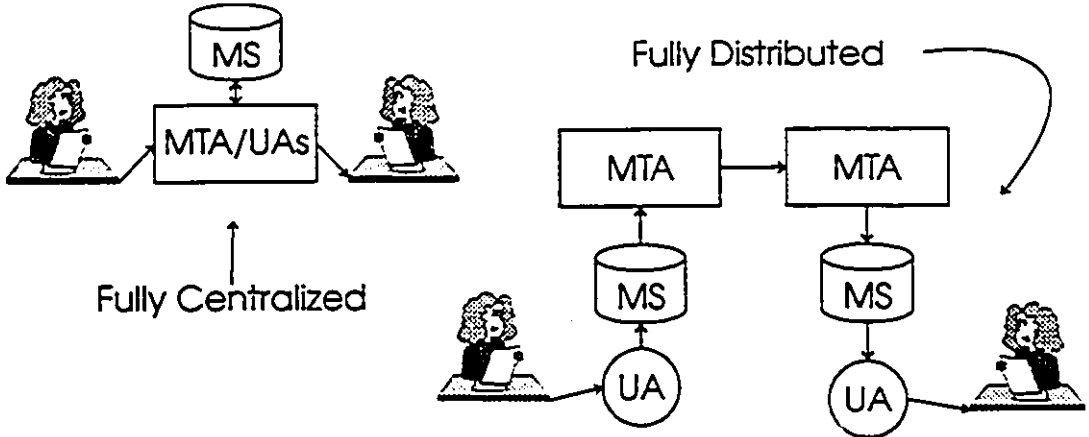 MS
MTA/UAs
Fully Centralized
Fully Distributed
MTA
MTA
MS
MS
UA
UA